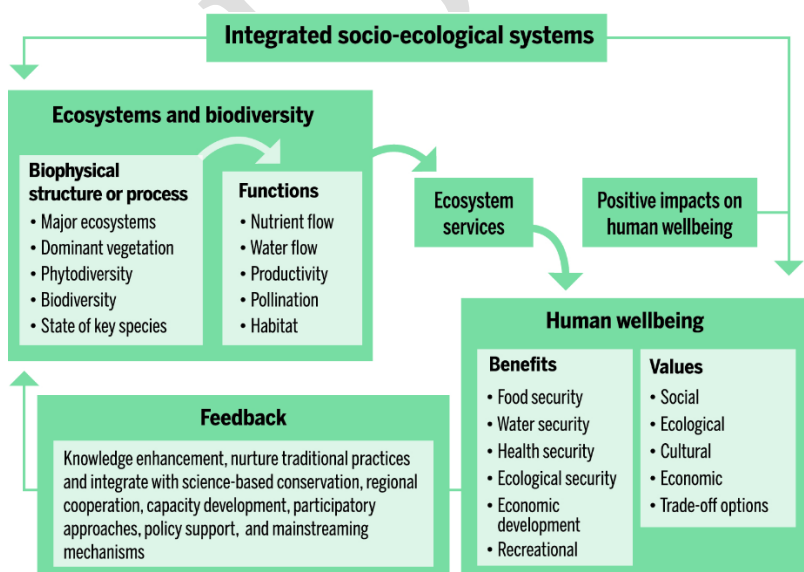 Integrated socio-ecological systems
Ecosystems and biodiversity
Biophysical
structure or process
• Major ecosystems
• Dominant vegetation
• Phytodiversity
• Biodiversity
• State of key species
Functions
• Nutrient flow
• Water flow
• Productivity
• Pollination
• Habitat
Ecosystem
services
Positive impacts on
human wellbeing
Human wellbeing
Benefits
• Food security
• Water security
• Health security
• Ecological security
• Economic
development
• Recreational
Values
• Social
• Ecological
• Cultural
• Economic
• Trade-off options
Feedback
Knowledge enhancement, nurture traditional practices
and integrate with science-based conservation, regional
cooperation, capacity development, participatory
approaches, policy support, and mainstreaming
mechanisms